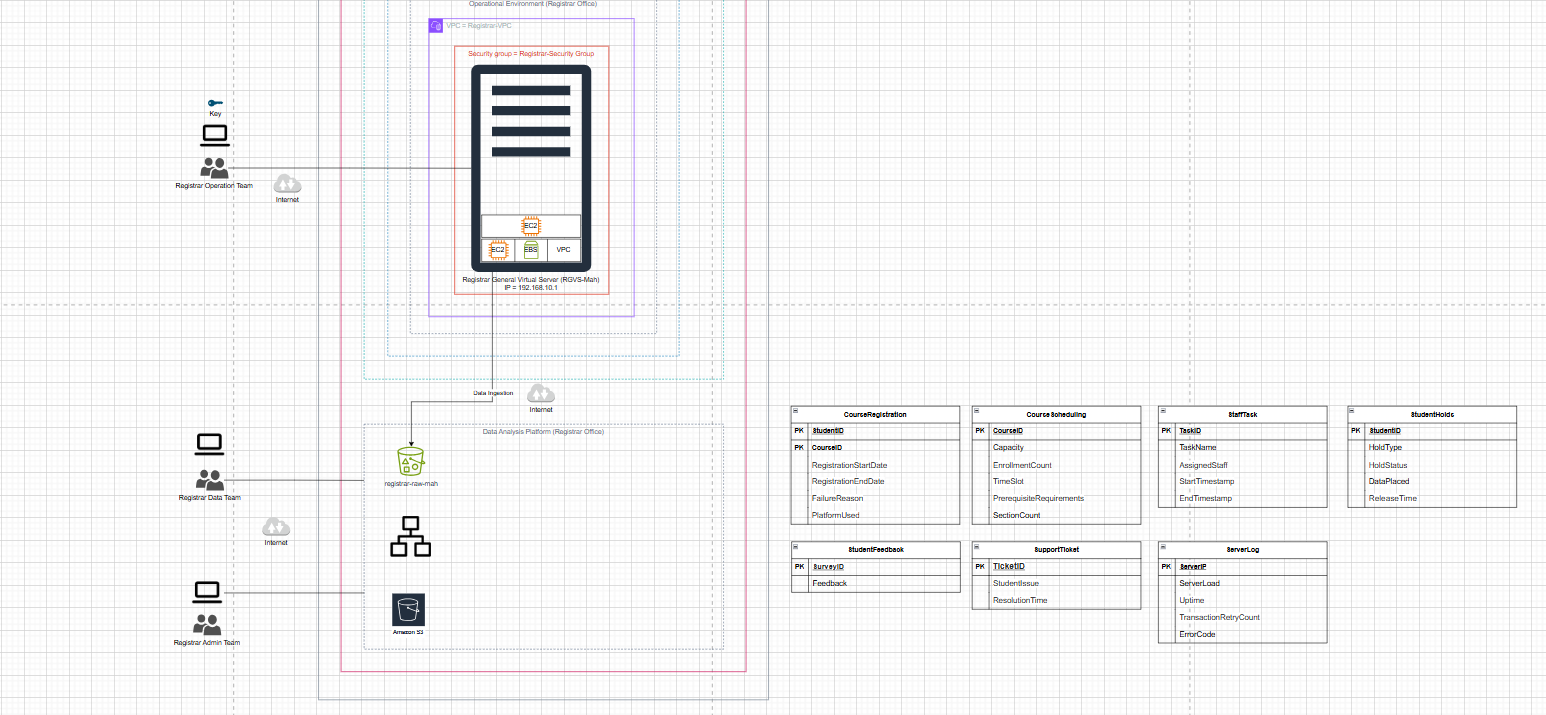 Operational Environment (Registrar Office)
VPC = Registrar-VPC
Security group = Registrar-Security Group
Key
Registrar Operation Team
Internet
EC2
EC2
EBS
VPC
Registrar General Virtual Server (RGVS-Mah)
IP = 192.168.10.1
Data Ingestion
Internet
Data Analysis Platform (Registrar Office)
registrar-raw-mah
Registrar Data Team
Internet
Amazon S3
Registrar Admin Team
CourseRegistration
PK StudentID
PK CourseID
RegistrationStartDate
RegistrationEndDate
FailureReason
PlatformUsed
CourseScheduling
PK CourseID
Capacity
EnrollmentCount
TimeSlot
PrerequisiteRequirements
SectionCount
StaffTask
PK TaskID
TaskName
AssignedStaff
StartTimestamp
EndTimestamp
StudentHolds
PK StudentID
HoldType
HoldStatus
DataPlaced
ReleaseTime
StudentFeedback
PK SurveyID
Feedback
SupportTicket
PK TicketID
StudentIssue
ResolutionTime
ServerLog
PK ServerIP
ServerLoad
Uptime
TransactionRetryCount
ErrorCode